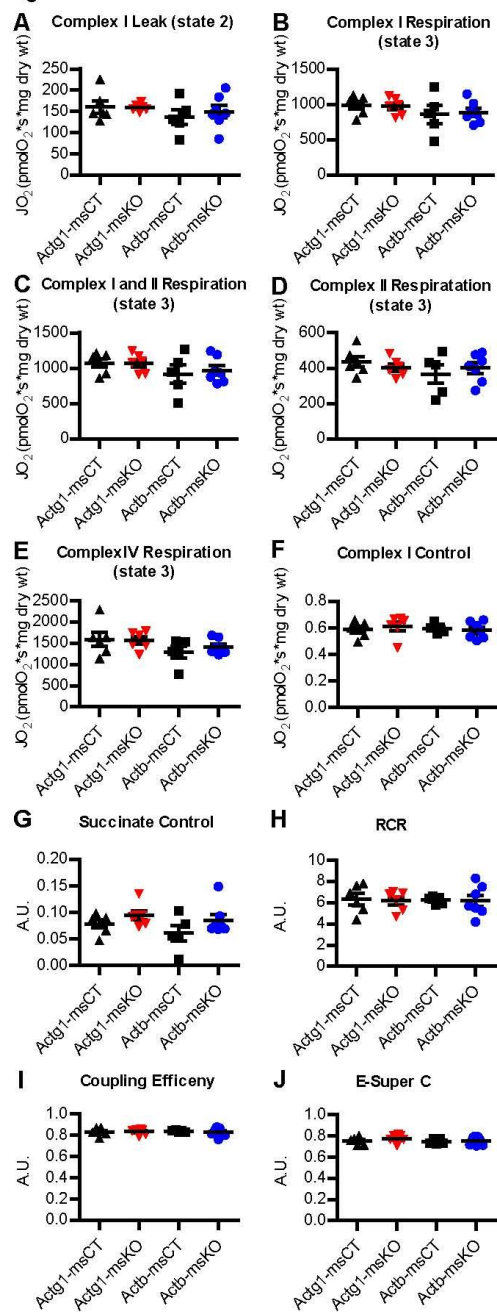 A Complex I Leak (state 2)
JO2 (pmolO2*s*mg dry wt)
250
200
150
100
50
0
Actg1-msCT
Actg1-msKO
Actb-msCT
Actb-msKO
B Complex I Respiration
(state 3)
JO2 (pmolO2*s*mg dry wt)
1500
1000
500
0
Actg1-msCT
Actg1-msKO
Actb-msCT
Actb-msKO
C Complex I and II Respiration
(state 3)
JO2 (pmolO2*s*mg dry wt)
1500
1000
500
0
Actg1-msCT
Actg1-msKO
Actb-msCT
Actb-msKO
D Complex II Respiratation
(state 3)
JO2 (pmolO2*s*mg dry wt)
600
400
200
0
Actg1-msCT
Actg1-msKO
Actb-msCT
Actb-msKO
E ComplexIV Respiration
(state 3)
JO2 (pmolO2*s*mg dry wt)
2500
2000
1500
1000
500
0
Actg1-msCT
Actg1-msKO
Actb-msCT
Actb-msKO
F Complex I Control
JO2 (pmolO2*s*mg dry wt)
0.8
0.6
0.4
0.2
0.0
Actg1-msCT
Actg1-msKO
Actb-msCT
Actb-msKO
G Succinate Control
A.U.
0.20
0.15
0.10
0.05
0.00
Actg1-msCT
Actg1-msKO
Actb-msCT
Actb-msKO
H RCR
A.U.
10
8
6
4
2
0
Actg1-msCT
Actg1-msKO
Actb-msCT
Actb-msKO
I Coupling Efficeny
A.U.
1.0
0.8
0.6
0.4
0.2
0.0
Actg1-msCT
Actg1-msKO
Actb-msCT
Actb-msKO
J E-Super C
A.U.
1.0
0.8
0.6
0.4
0.2
0.0
Actg1-msCT
Actg1-msKO
Actb-msCT
Actb-msKO